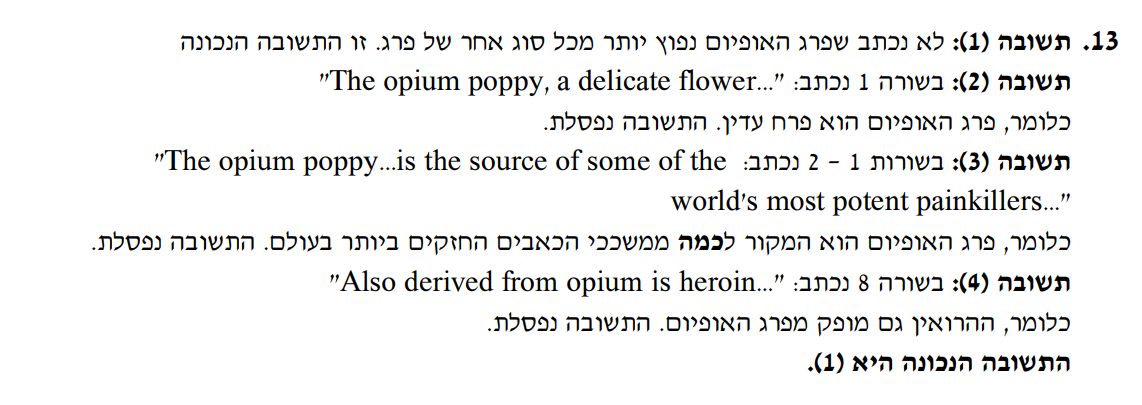 13. תשובה (1): לא נכתב שפרג האופיום נפוץ יותר מכל סוג אחר של פרג. זו התשובה הנכונה
תשובה (2): בשורה 1 נכתב: "The opium poppy, a delicate flower..."
כלומר, פרג האופיום הוא פרח עדין. התשובה נפסלת.
תשובה (3): בשורות 1 - 2 נכתב: "The opium poppy...is the source of some of the
world's most potent painkillers..."
כלומר, פרג האופיום הוא המקור לכמה ממשככי הכאבים החזקים ביותר בעולם. התשובה נפסלת.
תשובה (4): בשורה 8 נכתב: "Also derived from opium is heroin..."
כלומר, ההרואין גם מופק מפרג האופיום. התשובה נפסלת.
התשובה הנכונה היא (1).